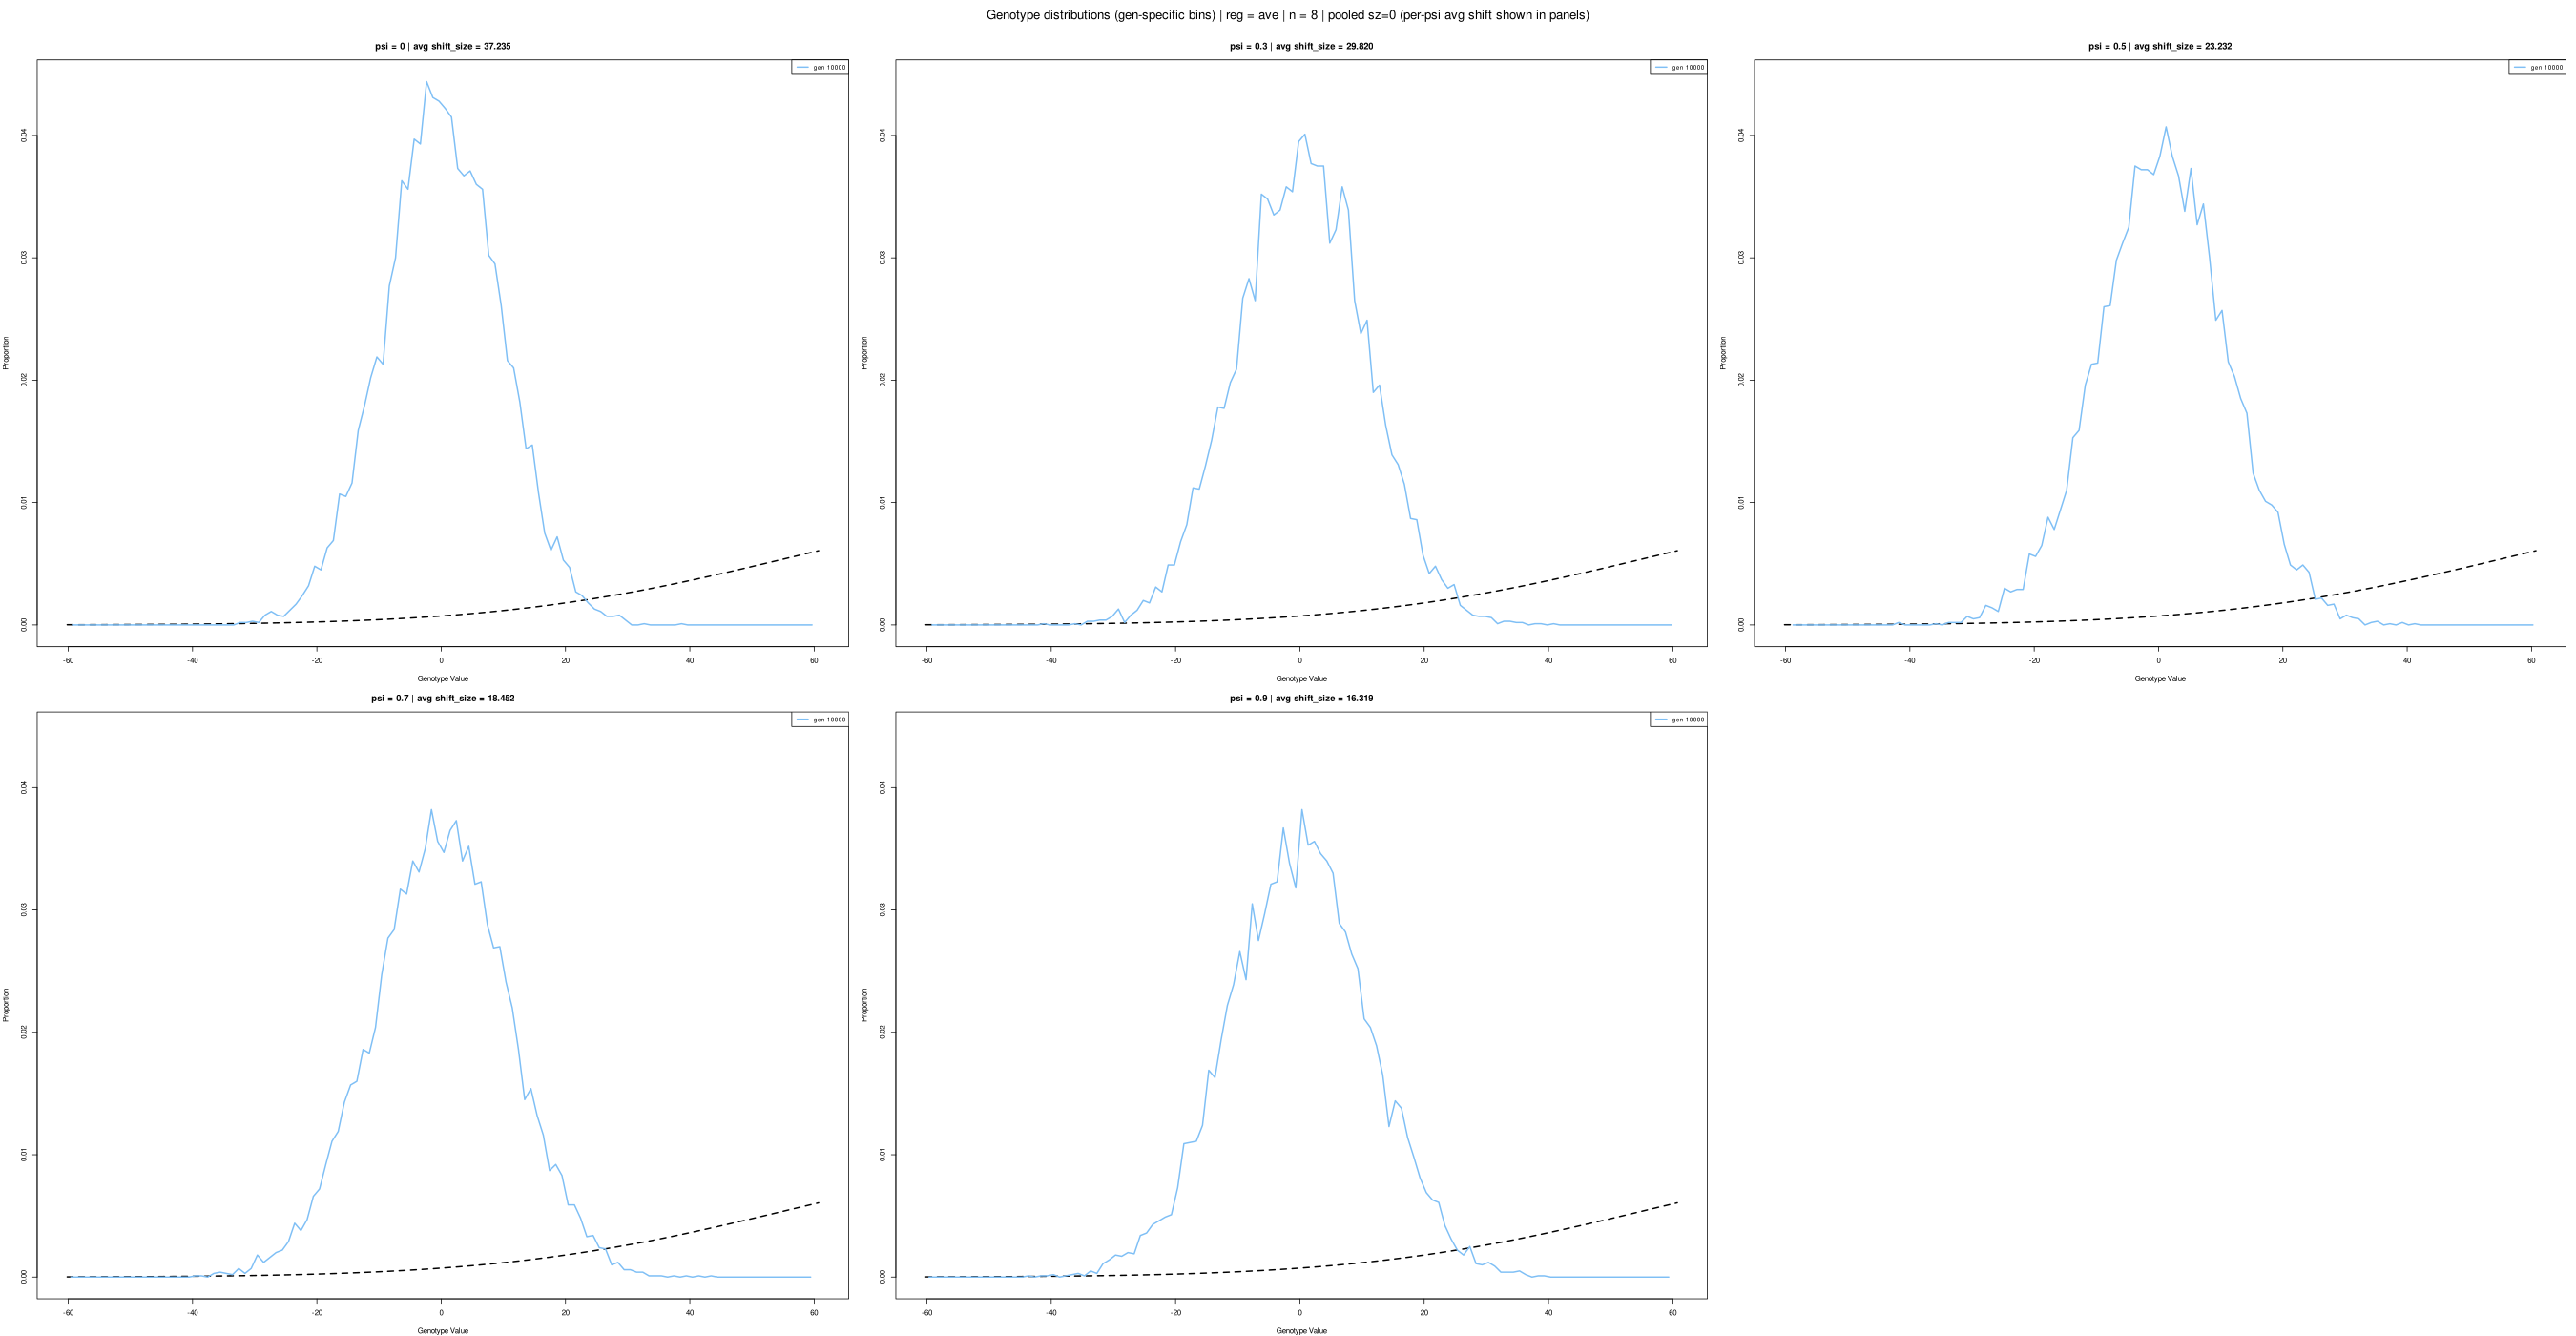 Genotype distributions (gen-specific bins) | reg = ave | n = 8 | pooled sz=0 (per-psi avg shift shown in panels)
psi = 0 | avg shift_size = 37.235
gen 10000
Proportion
0.04
0.03
0.02
0.01
0.00
-60 -40 -20 0 20 40 60
Genotype Value
psi = 0.3 | avg shift_size = 29.820
gen 10000
Proportion
0.04
0.03
0.02
0.01
0.00
-60 -40 -20 0 20 40 60
Genotype Value
psi = 0.5 | avg shift_size = 23.232
gen 10000
Proportion
0.04
0.03
0.02
0.01
0.00
-60 -40 -20 0 20 40 60
Genotype Value
psi = 0.7 | avg shift_size = 18.452
gen 10000
Proportion
0.04
0.03
0.02
0.01
0.00
-60 -40 -20 0 20 40 60
Genotype Value
psi = 0.9 | avg shift_size = 16.319
gen 10000
Proportion
0.04
0.03
0.02
0.01
0.00
-60 -40 -20 0 20 40 60
Genotype Value